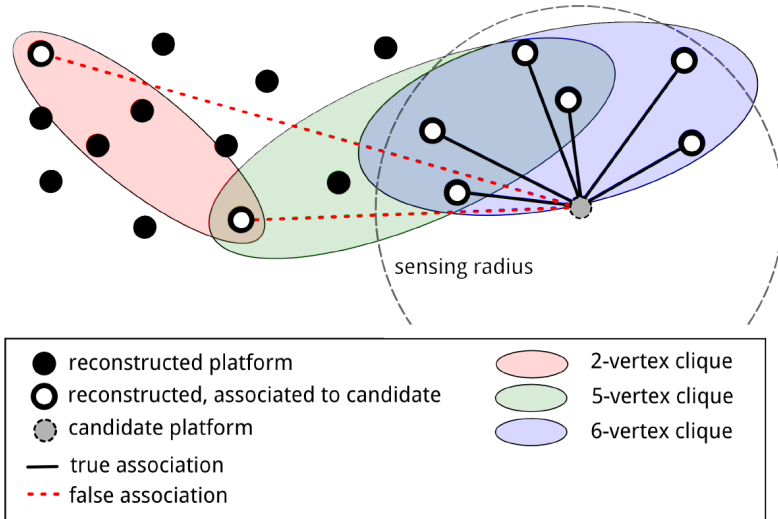 sensing radius
reconstructed platform
2-vertex clique
reconstructed, associated to candidate
5-vertex clique
candidate platform
6-vertex clique
true association
false association